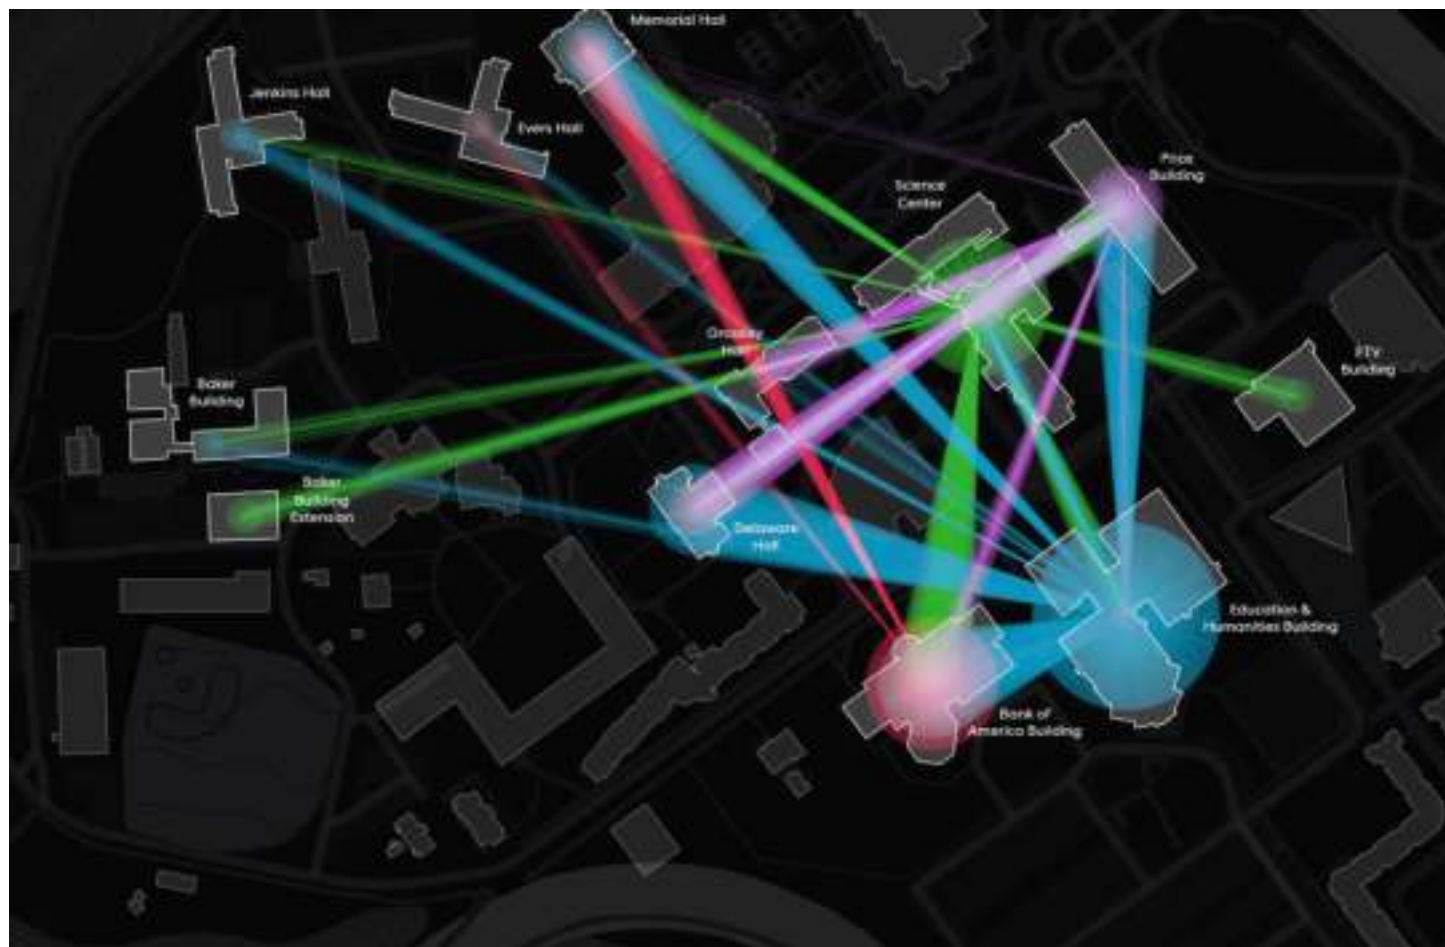 Memorial Hall
Jenkins Hall
Evers Hall
Price
Building
Science
Center
Hall
FTV
Building
Baker
Building
Baker
Building
Extension
Delaware
Hall
Education &
Humanities Building
Bank of
America Building